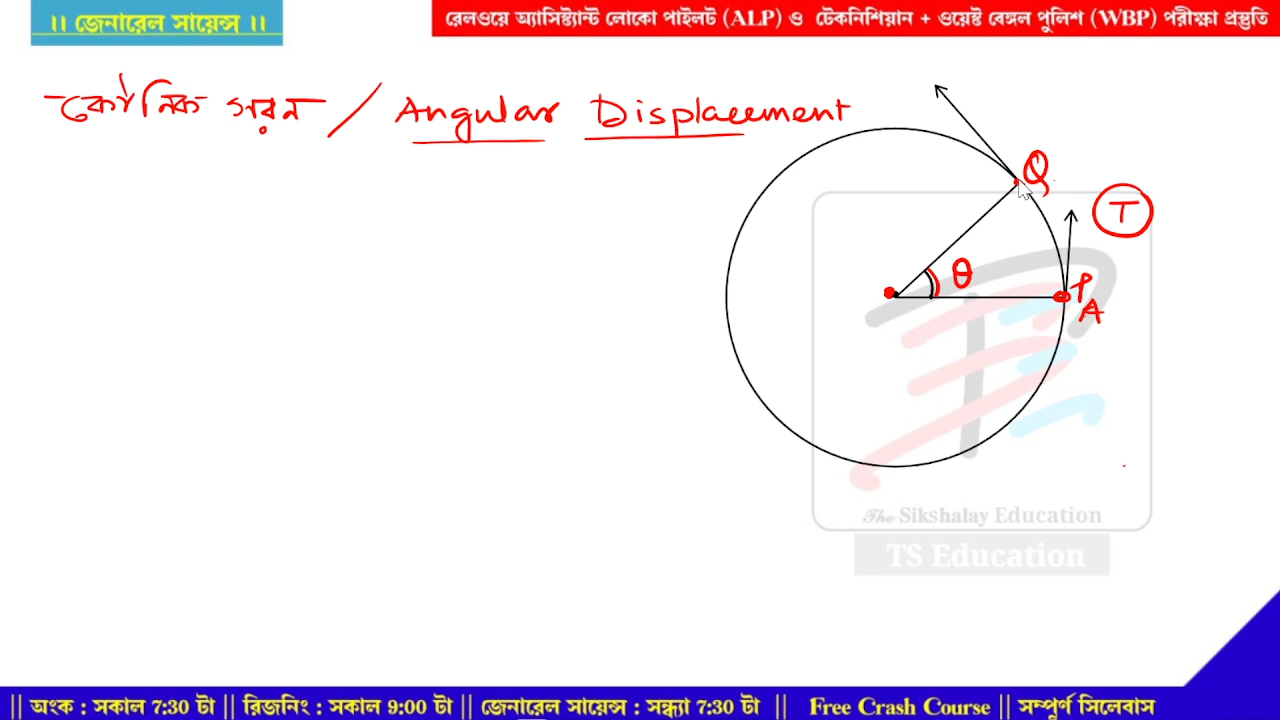 ।। জেনারেল সায়েন্স ।।
রেলওয়ে অ্যাসিস্ট্যান্ট লোকো পাইলট (ALP) ও টেকনিশিয়ান + ওয়েস্ট বেঙ্গল পুলিশ (WBP) পরীক্ষা প্রস্তুতি
কৌনিক সরন / Angular Displacement
Q
T
θ
P
A
The Sikshalay Education
TS Education
|| অংক : সকাল 7:30 টা || রিজনিং : সকাল 9:00 টা || জেনারেল সায়েন্স : সন্ধ্যা 7:30 টা || Free Crash Course || সম্পূর্ণ সিলেবাস